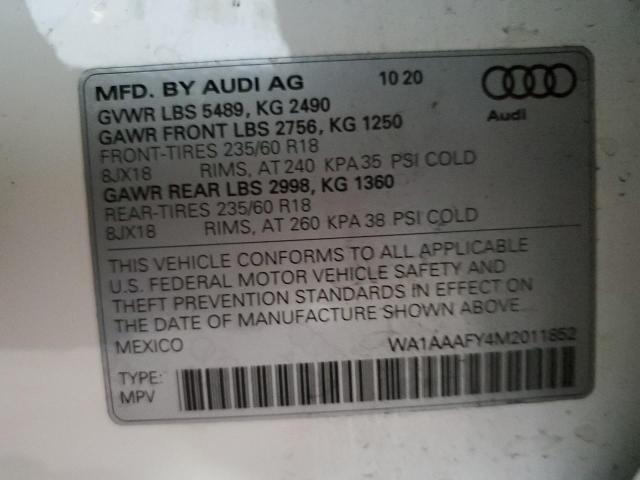 MFD. BY AUDI AG 10 20
Audi
GVWR LBS 5489, KG 2490
GAWR FRONT LBS 2756, KG 1250
FRONT-TIRES 235/60 R18
8JX18 RIMS, AT 240 KPA 35 PSI COLD
GAWR REAR LBS 2998, KG 1360
REAR-TIRES 235/60 R18
8JX18 RIMS, AT 260 KPA 38 PSI COLD
THIS VEHICLE CONFORMS TO ALL APPLICABLE
U.S. FEDERAL MOTOR VEHICLE SAFETY AND
THEFT PREVENTION STANDARDS IN EFFECT ON
THE DATE OF MANUFACTURE SHOWN ABOVE.
MEXICO WA1AAAFY4M2011852
TYPE:
MPV